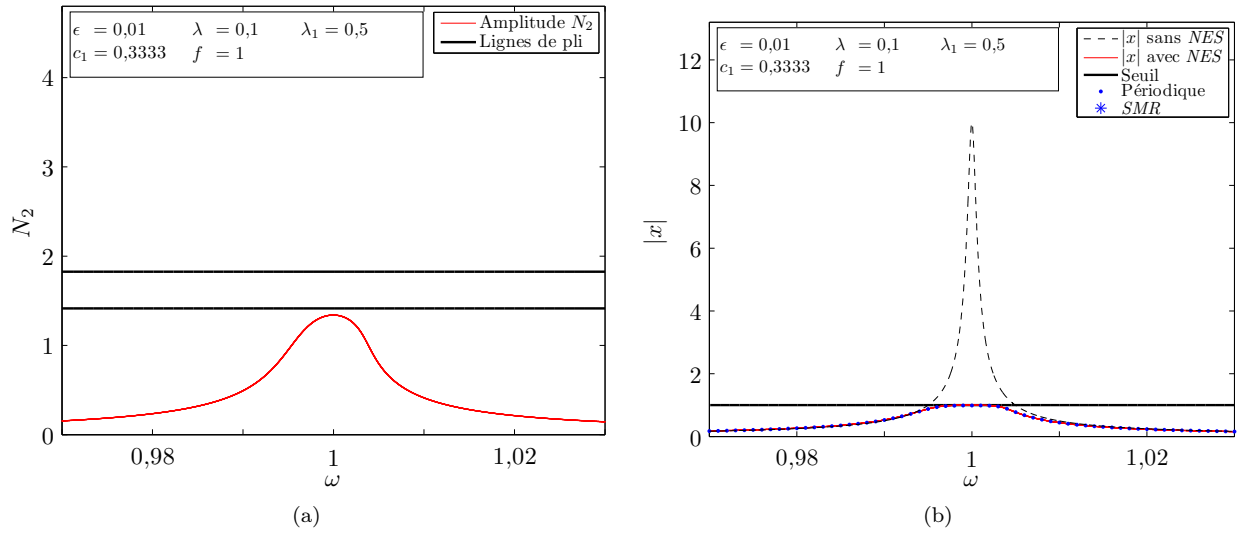 ϵ = 0,01 λ = 0,1 λ₁ = 0,5
c₁ = 0,3333 f = 1
Amplitude N₂
Lignes de pli
4
3
2
1
0
N₂
0,98 1 1,02
ω
(a)
ϵ = 0,01 λ = 0,1 λ₁ = 0,5
c₁ = 0,3333 f = 1
|x| sans NES
|x| avec NES
Seuil
Périodique
SMR
12
10
8
6
4
2
0
|x|
0,98 1 1,02
ω
(b)